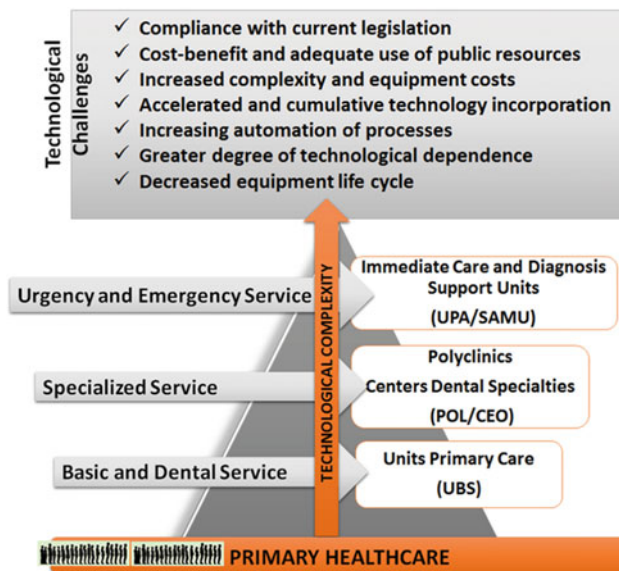 Technological
Challenges
✓ Compliance with current legislation
✓ Cost-benefit and adequate use of public resources
✓ Increased complexity and equipment costs
✓ Accelerated and cumulative technology incorporation
✓ Increasing automation of processes
✓ Greater degree of technological dependence
✓ Decreased equipment life cycle
TECHNOLOGICAL COMPLEXITY
Urgency and Emergency Service
Immediate Care and Diagnosis
Support Units
(UPA/SAMU)
Specialized Service
Polyclinics
Centers Dental Specialties
(POL/CEO)
Basic and Dental Service
Units Primary Care
(UBS)
PRIMARY HEALTHCARE